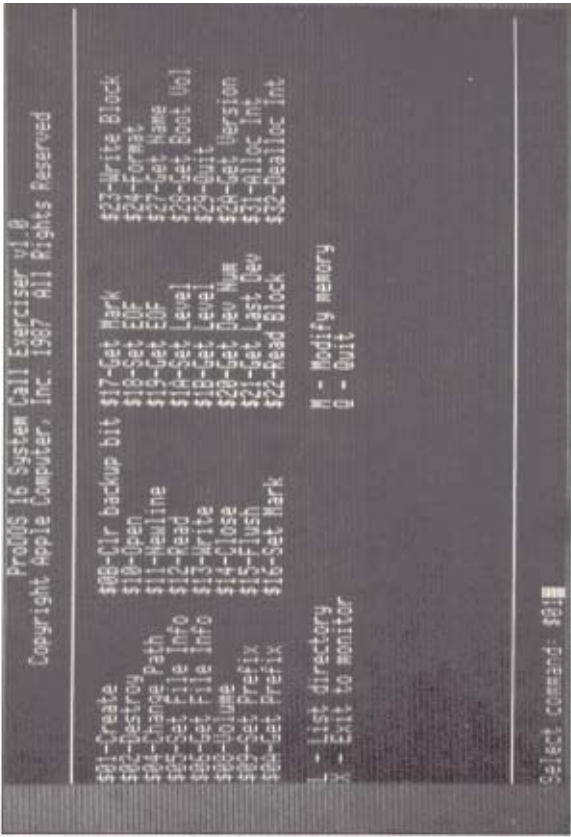 ProDOS 16 System Call Exerciser v1.0
Copyright Apple Computer, Inc. 1987 All Rights Reserved
$01-Create $0B-Clr backup bit $17-Get Mark $23-Write Block
$02-Destroy $10-Open $18-Set EOF $24-Format
$04-Change Path $11-Newline $19-Get EOF $27-Get Name
$05-Set File Info $12-Read $1A-Set Level $28-Get Boot Vol
$06-Get File Info $13-Write $1B-Get Level $29-Quit
$08-Volume $14-Close $20-Get Dev Num $2A-Get Version
$09-Set Prefix $15-Flush $21-Get Last Dev $31-Alloc Int
$0A-Get Prefix $16-Set Mark $22-Read Block $32-Dealloc Int
L - List directory M - Modify memory
X - Exit to monitor Q - Quit
Select command: $01